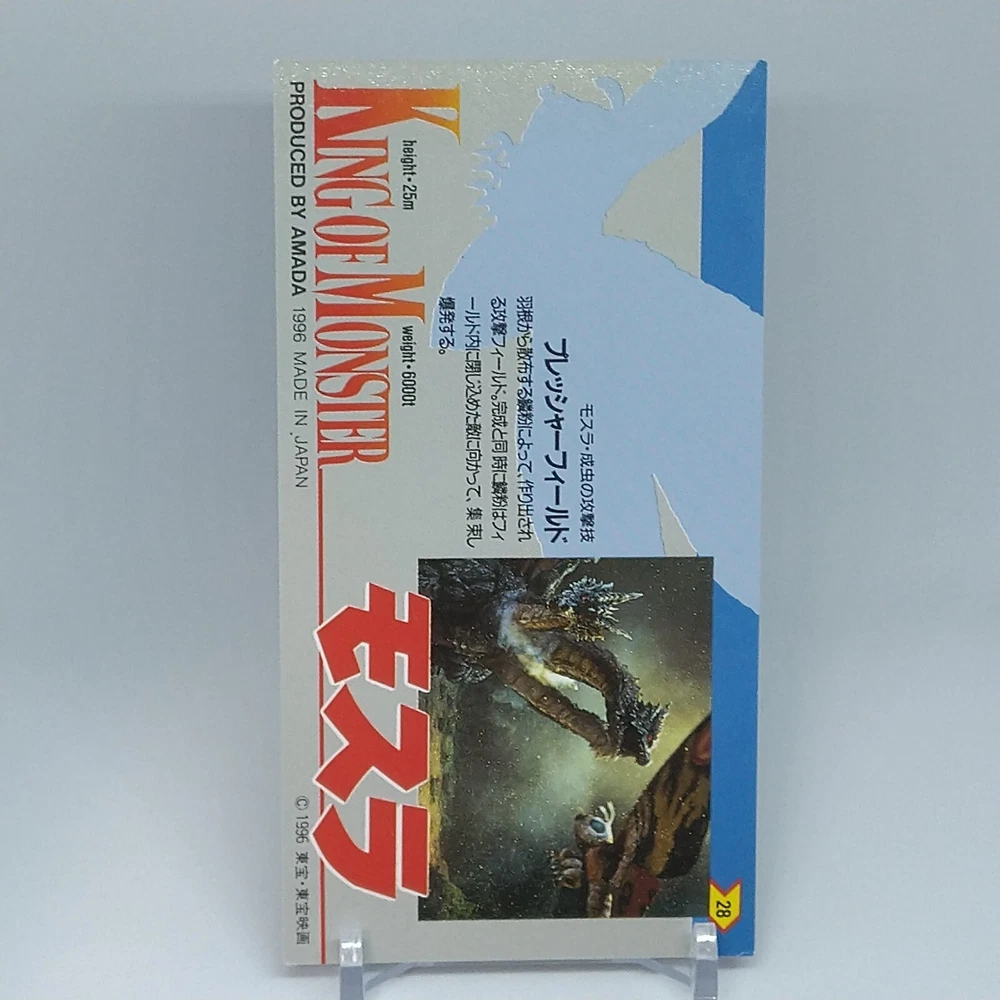 28
モスラ・成虫の攻撃技
プレッシャーフィールド
羽根から散布する鱗粉によって、作り出され
る攻撃フィールド。完成と同時に鱗粉はフィ
ールド内に閉じ込めた敵に向かって、集束し
爆発する。
height・25m
weight・6000t
KING OF MONSTER
モスラ
PRODUCED BY AMADA 1996 MADE IN JAPAN
© 1996 東宝・東宝映画